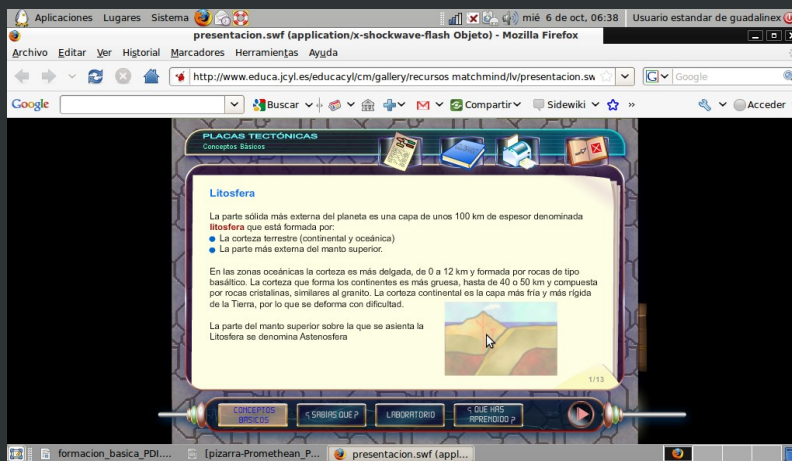 Aplicaciones Lugares Sistema mié 6 de oct, 06:38 Usuario estandar de guadalinex
presentacion.swf (application/x-shockwave-flash Objeto) - Mozilla Firefox
Archivo Editar Ver Historial Marcadores Herramientas Ayuda
http://www.educa.jcyl.es/educacyl/cm/gallery/recursos matchmind/lv/presentacion.sw Google
Google Buscar Compartir Sidewiki » Acceder
PLACAS TECTÓNICAS
Conceptos Básicos
Litosfera
La parte sólida más externa del planeta es una capa de unos 100 km de espesor denominada
litosfera que está formada por:
La corteza terrestre (continental y oceánica)
La parte más externa del manto superior.
En las zonas oceánicas la corteza es más delgada, de 0 a 12 km y formada por rocas de tipo
basáltico. La corteza que forma los continentes es más gruesa, hasta de 40 o 50 km y compuesta
por rocas cristalinas, similares al granito. La corteza continental es la capa más fría y más rígida
de la Tierra, por lo que se deforma con dificultad.
La parte del manto superior sobre la que se asienta la
Litosfera se denomina Astenosfera
1/13
CONCEPTOS
BÁSICOS
¿SABIAS QUE?
LABORATORIO
¿QUE HAS
APRENDIDO?
formacion_basica_PDI.... [pizarra-Promethean_P... presentacion.swf (appl...